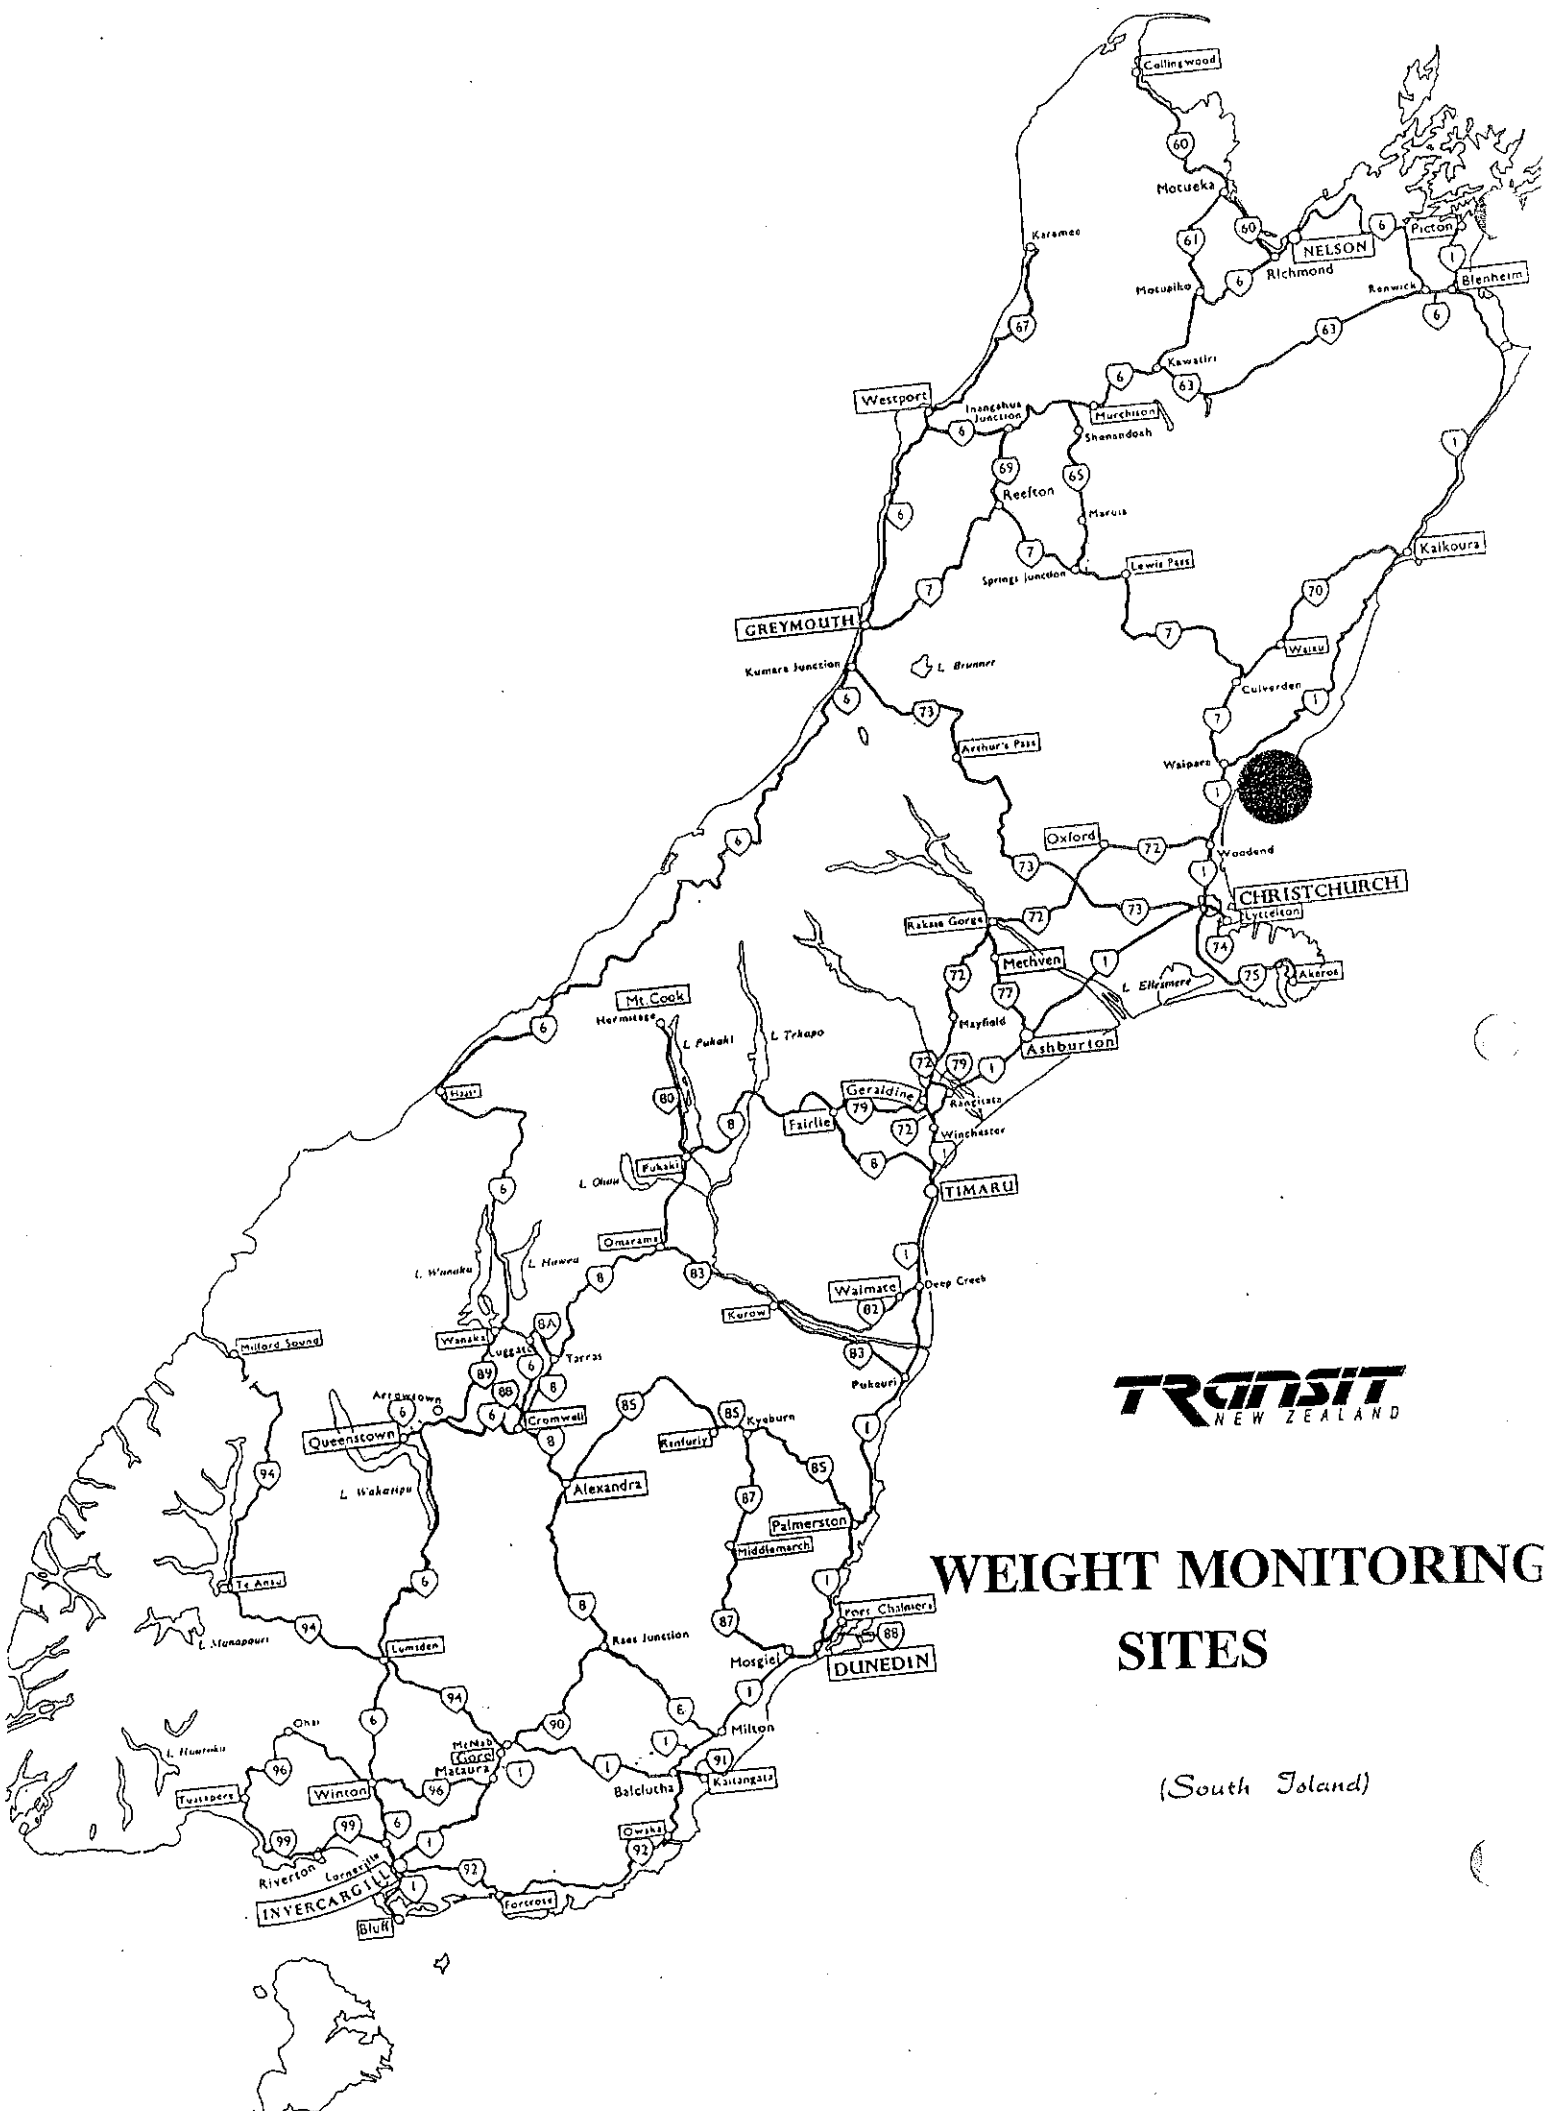 Collingwood
60
Motueka
61
60
NELSON
6
Picton
Richmond
1
Motupiko
6
Renwick
Blenheim
6
Karamea
67
63
Kawatiri
6
63
Westport
Inangahua
Junction
Murchison
6
Shenandoah
1
69
65
Reefton
6
Maruia
Kaikoura
7
Lewis Pass
Springs Junction
7
70
GREYMOUTH
7
Waiau
Kumara Junction
L. Brunner
Culverden
6
73
7
1
Arthur's Pass
Waipara
1
6
Oxford
72
Woodend
73
1
CHRISTCHURCH
Rakaia Gorge
72
73
Lyttelton
74
Methven
1
72
77
L. Ellesmere
75
Akaroa
Mt. Cook
Hermitage
6
L. Pukaki
L. Tekapo
Mayfield
Ashburton
72
79
1
Haast
80
Geraldine
Rangitata
8
Fairlie
79
72
Winchester
Pukaki
8
1
L. Ohau
6
TIMARU
Omarama
L. Wanaka
L. Hawea
8
83
1
Waimate
Deep Creek
Kurow
82
Milford Sound
Wanaka
8A
Luggate
83
Tarras
89
6
Pukeuri
88
8
Arrowtown
6
6
Cromwell
85
85
Kyeburn
1
Queenstown
Ranfurly
8
94
85
L. Wakatipu
Alexandra
87
Palmerston
Middlemarch
TRANSIT
NEW ZEALAND
WEIGHT MONITORING
SITES
(South Island)
Te Anau
6
1
8
Port Chalmers
94
87
88
L. Manapouri
Lumsden
Raes Junction
Mosgiel
DUNEDIN
94
1
6
90
8
Ohai
Milton
L. Hauroko
McNab
1
Gore
91
96
Mataura
1
1
Tuatapere
Winton
96
Balclutha
Kaitangata
99
6
Owaka
99
1
92
Riverton
Lorneville
92
INVERCARGILL
1
Fortrose
Bluff